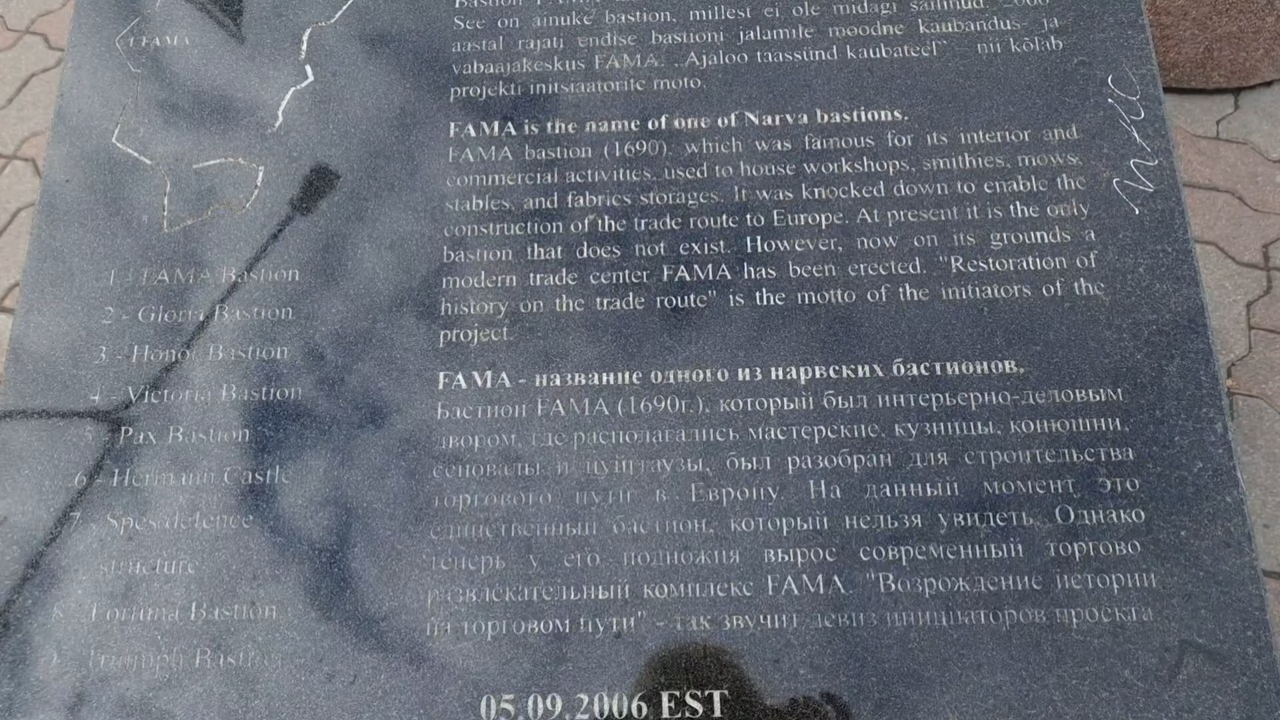 1 FAMA
See on ainuke bastion, millest ei ole midagi säilinud. 2006
aastal rajati endise bastioni jalamile moodne kaubandus- ja
vabaajakeskus FAMA. „Ajaloo taassünd kaubateel" nii kõlab
projekti initsiaatorite moto.
FAMA is the name of one of Narva bastions.
FAMA bastion (1690), which was famous for its interior and
commercial activities, used to house workshops, smithies, mows,
stables, and fabrics storages. It was knocked down to enable the
construction of the trade route to Europe. At present it is the only
bastion that does not exist. However, now on its grounds a
modern trade center FAMA has been erected. "Restoration of
history on the trade route" is the motto of the initiators of the
project.
FAMA - название одного из нарвских бастионов.
Бастион FAMA (1690г.), который был интерьерно-деловым
двором, где располагались мастерские, кузницы, конюшни,
сеновалы и цейгаузы, был разобран для строительства
торгового пути в Европу. На данный момент это
единственный бастион, который нельзя увидеть. Однако
теперь у его подножия вырос современный торгово
развлекательный комплекс FAMA. "Возрождение истории
на торговом пути" - так звучит девиз инициаторов проекта
1 - FAMA Bastion
2 - Gloria Bastion
3 - Honor Bastion
4 - Victoria Bastion
5 - Pax Bastion
6 - Hermann Castle
7 - Spes defence
structure
8 - Fortuna Bastion
9 - Triumph Bastion
05.09.2006 EST